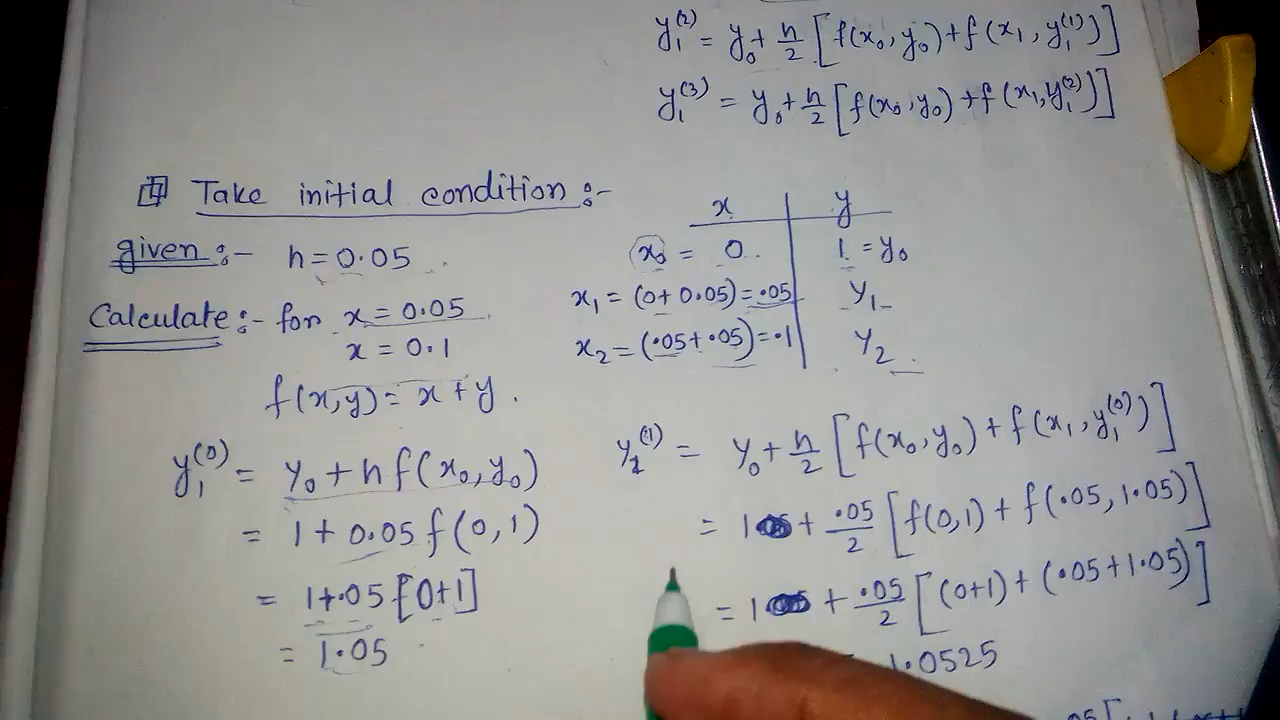 y₁⁽²⁾ = y₀ + h/2 [f(x₀, y₀) + f(x₁, y₁⁽¹⁾)]
y₁⁽³⁾ = y₀ + h/2 [f(x₀, y₀) + f(x₁, y₁⁽²⁾)]
Take initial condition :-
given :- h = 0.05
Calculate :- for x = 0.05
x = 0.1
f(x,y) = x + y .
x y
x₀ = 0 1 = y₀
x₁ = (0 + 0.05) = .05 y₁
x₂ = (.05 + .05) = .1 y₂
y₁⁽⁰⁾ = y₀ + h f(x₀, y₀)
= 1 + 0.05 f(0, 1)
= 1 + .05 [0+1]
= 1.05
y₁⁽¹⁾ = y₀ + h/2 [f(x₀, y₀) + f(x₁, y₁⁽⁰⁾)]
= 1 + .05/2 [f(0,1) + f(.05, 1.05)]
= 1 + .05/2 [(0+1) + (.05 + 1.05)]
1.0525